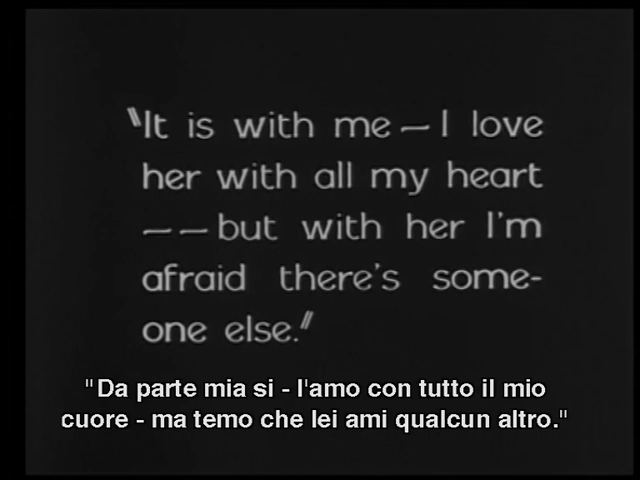 "It is with me — I love
her with all my heart
— — but with her I'm
afraid there's some-
one else."
"Da parte mia si - l'amo con tutto il mio
cuore - ma temo che lei ami qualcun altro."